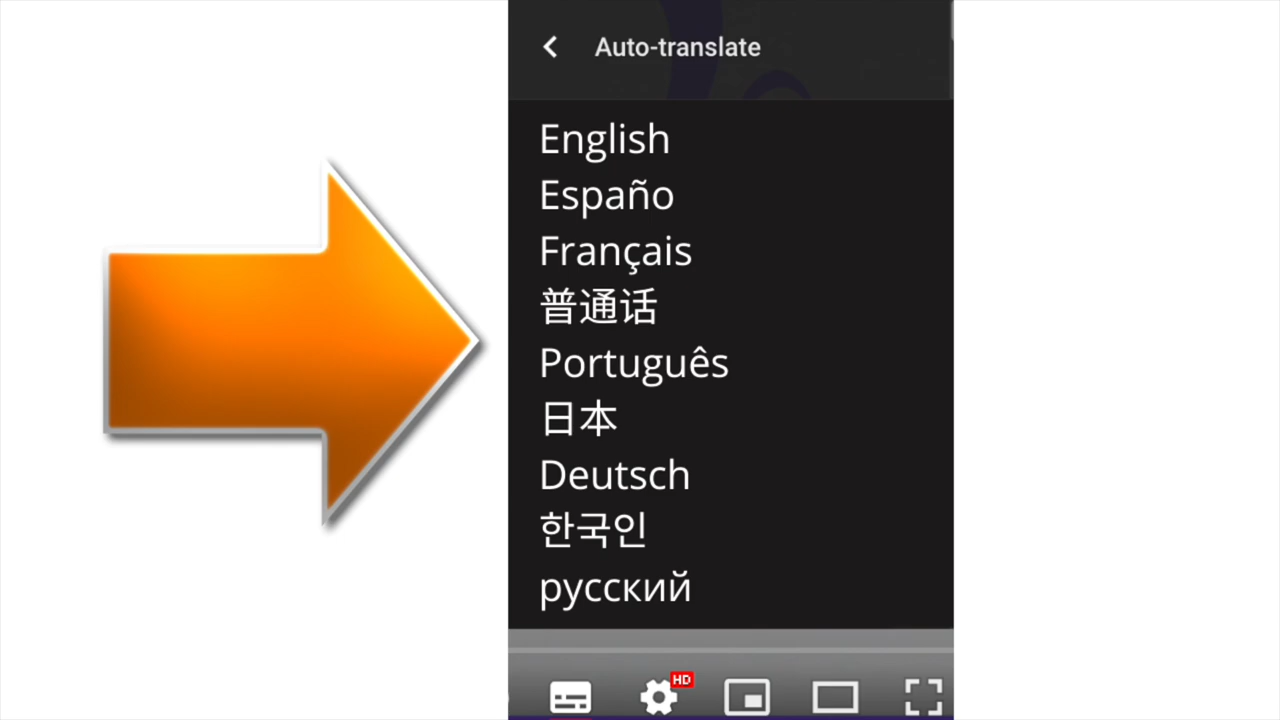 Auto-translate
English
Españo
Français
普通话
Português
日本
Deutsch
한국인
русский
HD